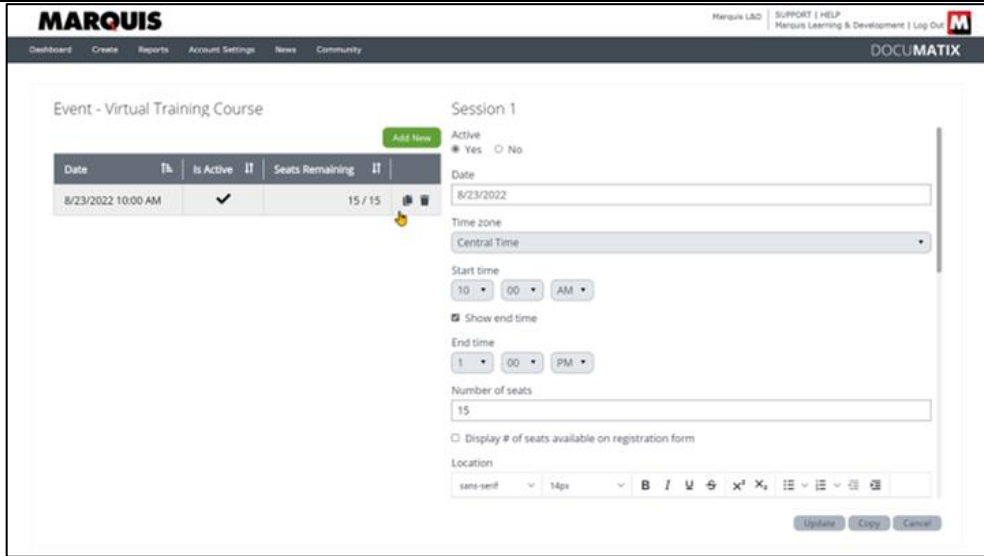 MARQUIS
Marquis L&D
SUPPORT | HELP
Marquis Learning & Development | Log Out
M
Dashboard Create Reports Account Settings News Community
DOCUMATIX
Event - Virtual Training Course
Add New
Date Is Active Seats Remaining
8/23/2022 10:00 AM 15 / 15
Session 1
Active
Yes No
Date
8/23/2022
Time zone
Central Time
Start time
10 00 AM
Show end time
End time
1 00 PM
Number of seats
15
Display # of seats available on registration form
Location
sans-serif 14px B I U S X² X₂
Update Copy Cancel